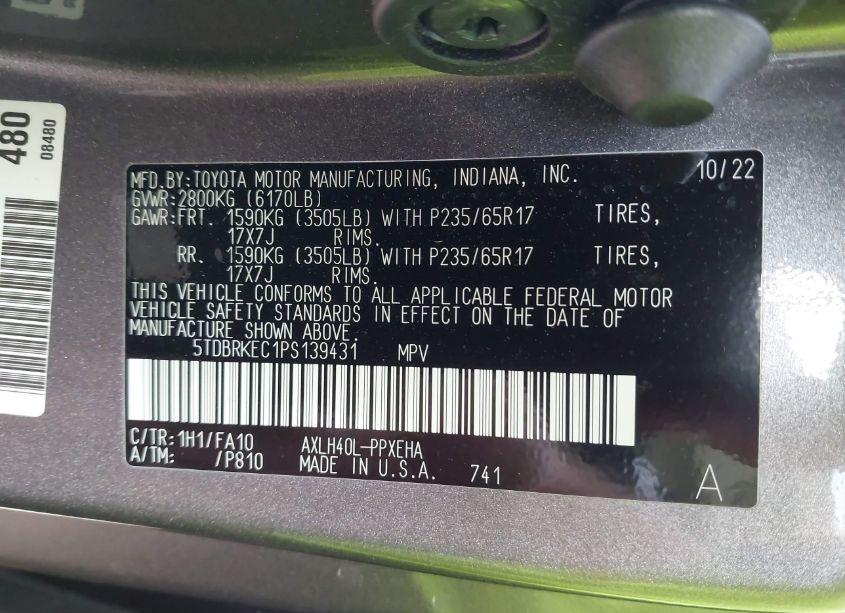 480
08480
MFD.BY:TOYOTA MOTOR MANUFACTURING, INDIANA, INC. 10/22
GVWR:2800KG (6170LB)
GAWR:FRT. 1590KG (3505LB) WITH P235/65R17 TIRES,
17X7J RIMS.
RR. 1590KG (3505LB) WITH P235/65R17 TIRES,
17X7J RIMS.
THIS VEHICLE CONFORMS TO ALL APPLICABLE FEDERAL MOTOR
VEHICLE SAFETY STANDARDS IN EFFECT ON THE DATE OF
MANUFACTURE SHOWN ABOVE.
5TDBRKEC1PS139431 MPV
C/TR:1H1/FA10 AXLH40L-PPXEHA
A/TM: /P810 MADE IN U.S.A. 741
A